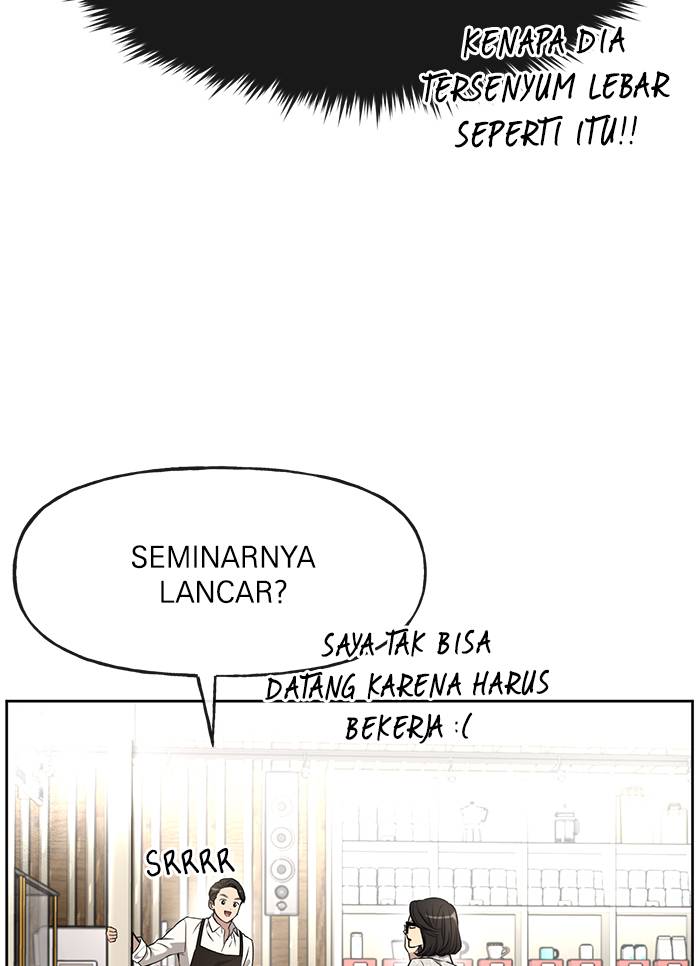 KENAPA DIA
TERSENYUM LEBAR
SEPERTI ITU!!
SEMINARNYA
LANCAR?
SAYA TAK BISA
DATANG KARENA HARUS
BEKERJA :(
SRRRR